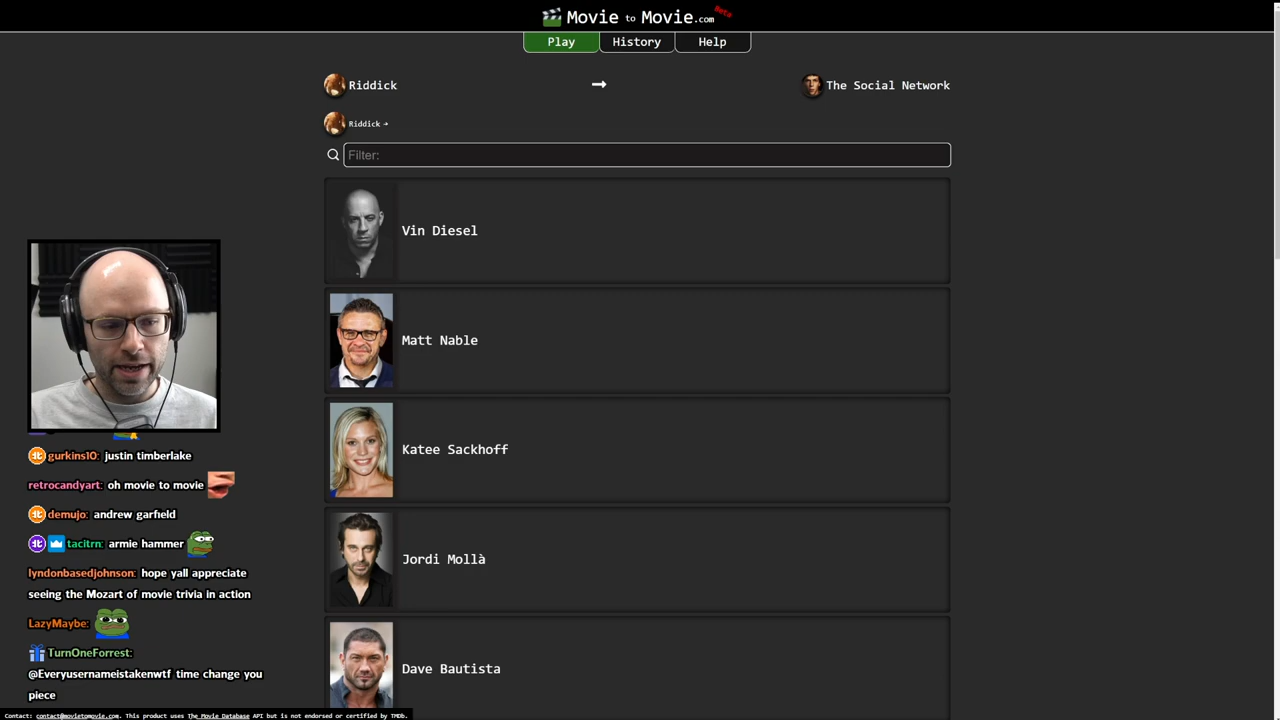 Movie to Movie.com Beta
Play
History
Help
Riddick
The Social Network
Riddick →
Filter:
Vin Diesel
Matt Nable
Katee Sackhoff
Jordi Mollà
Dave Bautista
gurkins10: justin timberlake
retrocandyart: oh movie to movie
demujo: andrew garfield
tacitrn: armie hammer
lyndonbasedjohnson: hope yall appreciate
seeing the Mozart of movie trivia in action
LazyMaybe:
TurnOneForrest:
@Everyusernameistakenwtf time change you
piece
Contact: contact@movietomovie.com. This product uses The Movie Database API but is not endorsed or certified by TMDb.